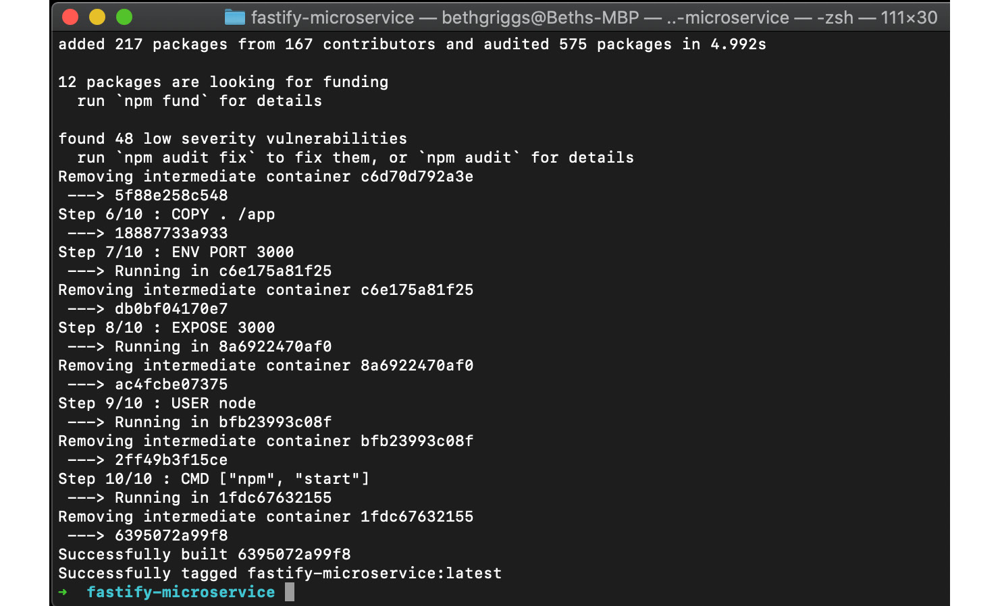 fastify-microservice — bethgriggs@Beths-MBP — ..-microservice — -zsh — 111×30
added 217 packages from 167 contributors and audited 575 packages in 4.992s
12 packages are looking for funding
  run `npm fund` for details
found 48 low severity vulnerabilities
  run `npm audit fix` to fix them, or `npm audit` for details
Removing intermediate container c6d70d792a3e
 ---> 5f88e258c548
Step 6/10 : COPY . /app
 ---> 18887733a933
Step 7/10 : ENV PORT 3000
 ---> Running in c6e175a81f25
Removing intermediate container c6e175a81f25
 ---> db0bf04170e7
Step 8/10 : EXPOSE 3000
 ---> Running in 8a6922470af0
Removing intermediate container 8a6922470af0
 ---> ac4fcbe07375
Step 9/10 : USER node
 ---> Running in bfb23993c08f
Removing intermediate container bfb23993c08f
 ---> 2ff49b3f15ce
Step 10/10 : CMD ["npm", "start"]
 ---> Running in 1fdc67632155
Removing intermediate container 1fdc67632155
 ---> 6395072a99f8
Successfully built 6395072a99f8
Successfully tagged fastify-microservice:latest
➜  fastify-microservice